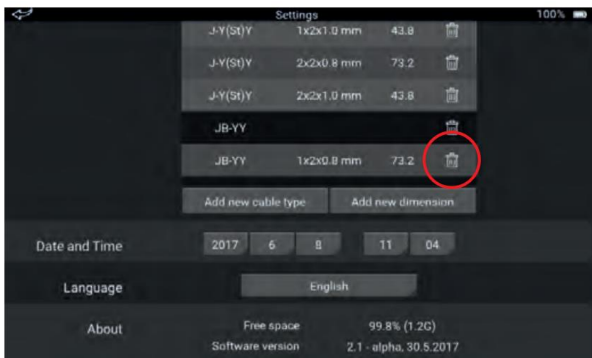 Settings 100%
J-Y(St)Y 1x2x1.0 mm 43.8
J-Y(St)Y 2x2x0.8 mm 73.2
J-Y(St)Y 2x2x1.0 mm 43.8
JB-YY
JB-YY 1x2x0.8 mm 73.2
Add new cable type Add new dimension
Date and Time 2017 6 8 11 04
Language English
About Free space 99.8% (1.2G)
Software version 2.1 - alpha, 30.5.2017